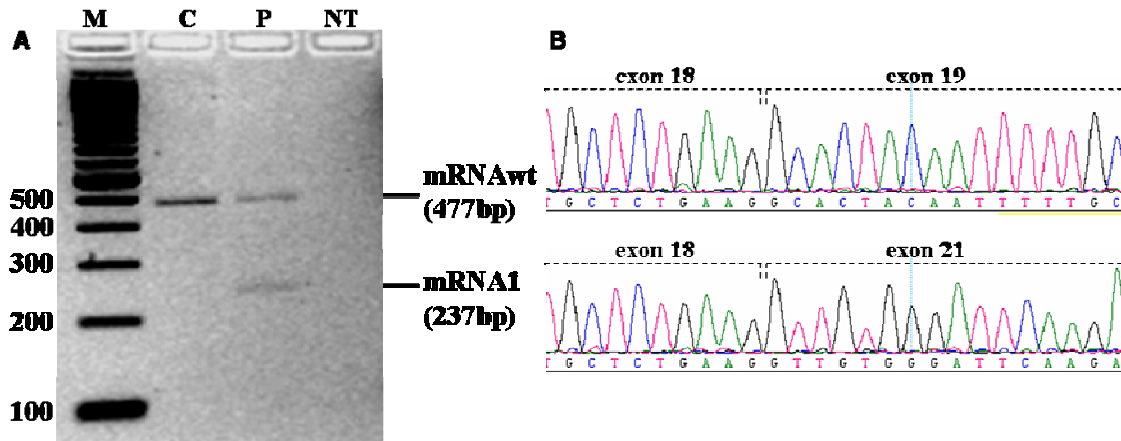 M C P NT
A
500
400
300
200
100
mRNAwt
(477bp)
mRNA1
(237bp)
B
exon 18 exon 19
T G C T C T G A A G G C A C T A C A A T T T T G C
exon 18 exon 21
T G C T C T G A A G G T T G T G G G A T T C A A G A